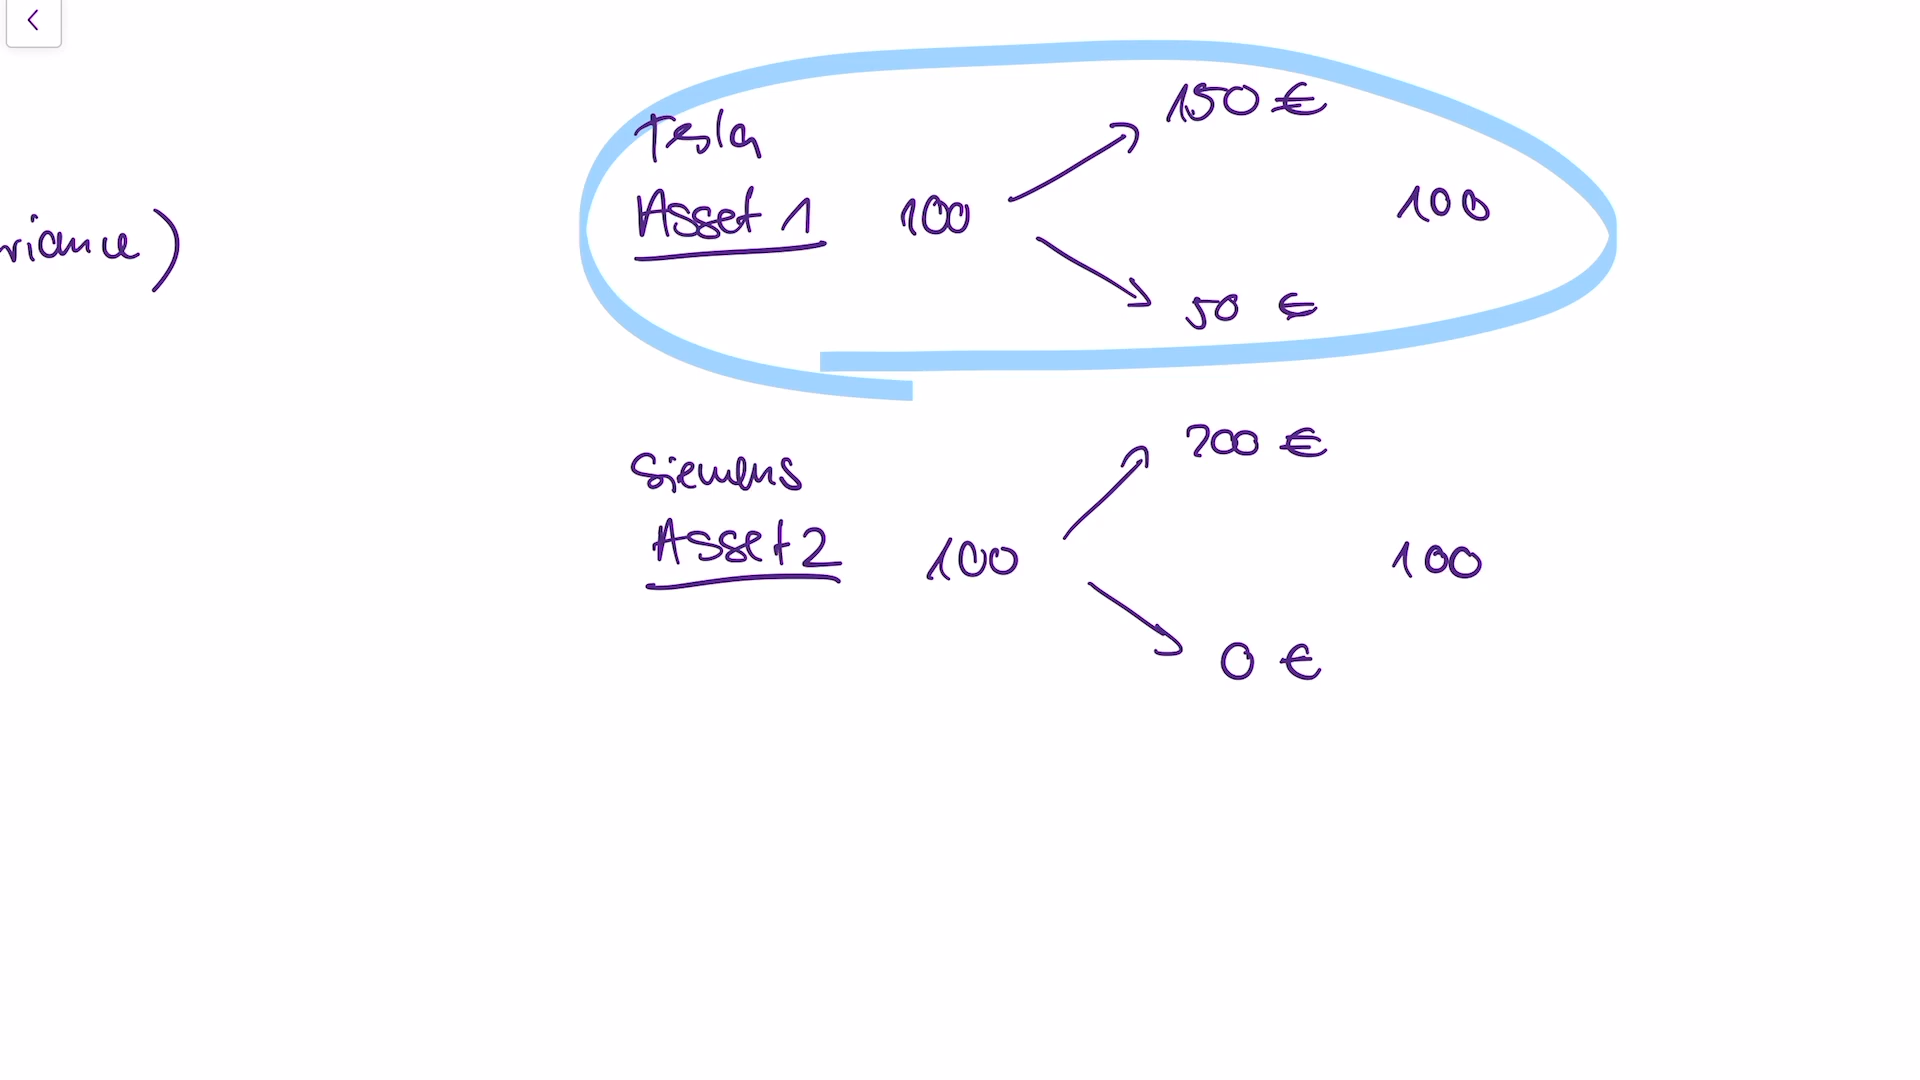 150 €
Tesla
Asset 1 100 100
riance)
50 €
200 €
Siemens
Asset 2 100 100
0 €